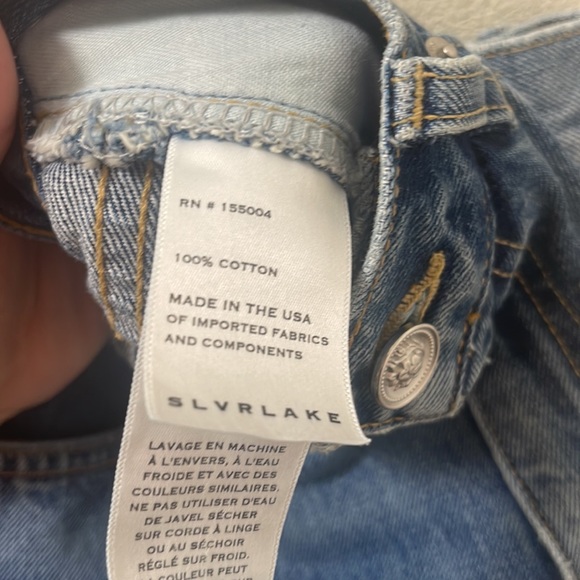 RN # 155004
100% COTTON
MADE IN THE USA
OF IMPORTED FABRICS
AND COMPONENTS
SLVRLAKE
LAVAGE EN MACHINE
À L'ENVERS, À L'EAU
FROIDE ET AVEC DES
COULEURS SIMILAIRES.
NE PAS UTILISER D'EAU
DE JAVEL SÉCHER
SUR CORDE À LINGE
OU AU SÉCHOIR
RÉGLÉ SUR FROID.
COULEUR PEUT